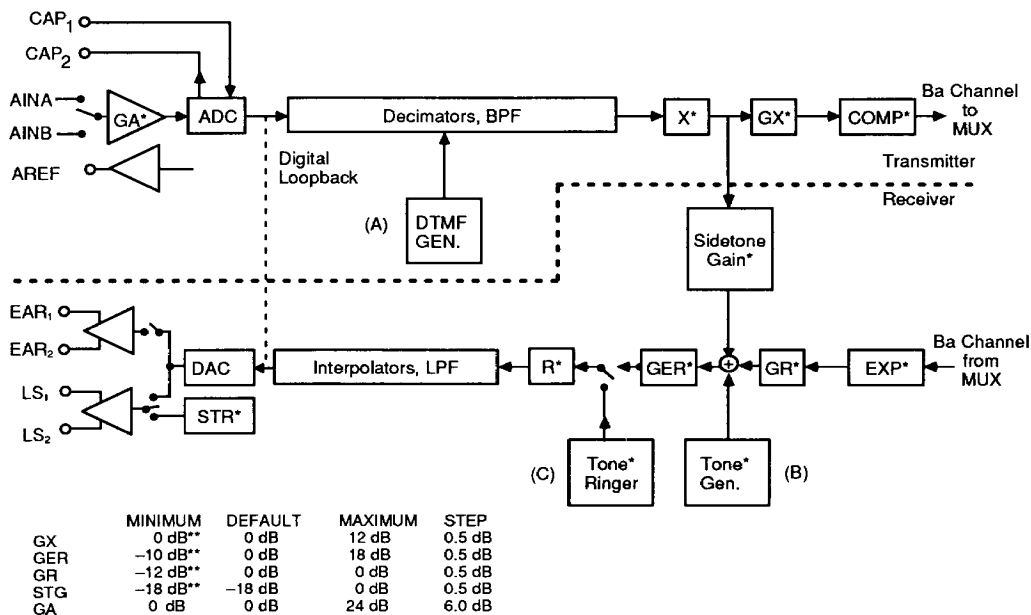 CAP₁
CAP₂
AINA
AINB
AREF
GA*
ADC
Decimators, BPF
X*
GX*
COMP*
Ba Channel
to
MUX
Digital
Loopback
(A)
DTMF
GEN.
Transmitter
Receiver
Sidetone
Gain*
EAR₁
EAR₂
LS₁
LS₂
DAC
STR*
Interpolators, LPF
R*
GER*
+
GR*
EXP*
Ba Channel
from
MUX
(C)
Tone*
Ringer
Tone*
Gen.
(B)
MINIMUM DEFAULT MAXIMUM STEP
GX 0 dB** 0 dB 12 dB 0.5 dB
GER −10 dB** 0 dB 18 dB 0.5 dB
GR −12 dB** 0 dB 0 dB 0.5 dB
STG −18 dB** −18 dB 0 dB 0.5 dB
GA 0 dB 0 dB 24 dB 6.0 dB